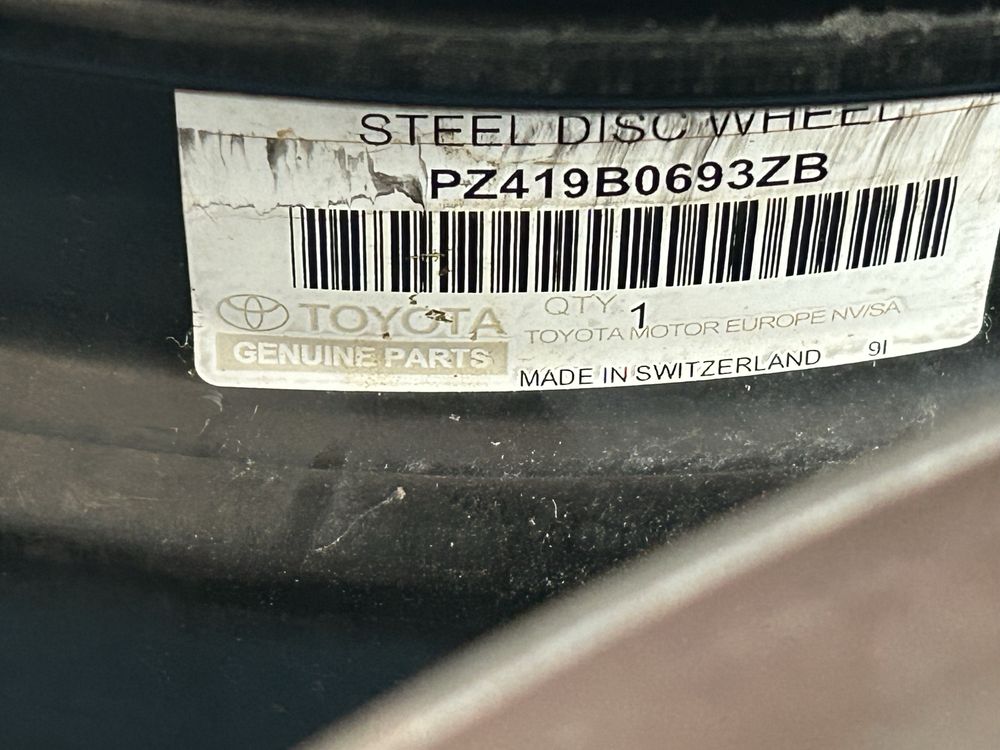 STEEL DISC WHEEL
PZ419B0693ZB
QTY 1
TOYOTA
TOYOTA MOTOR EUROPE NV/SA
GENUINE PARTS
MADE IN SWITZERLAND 9I